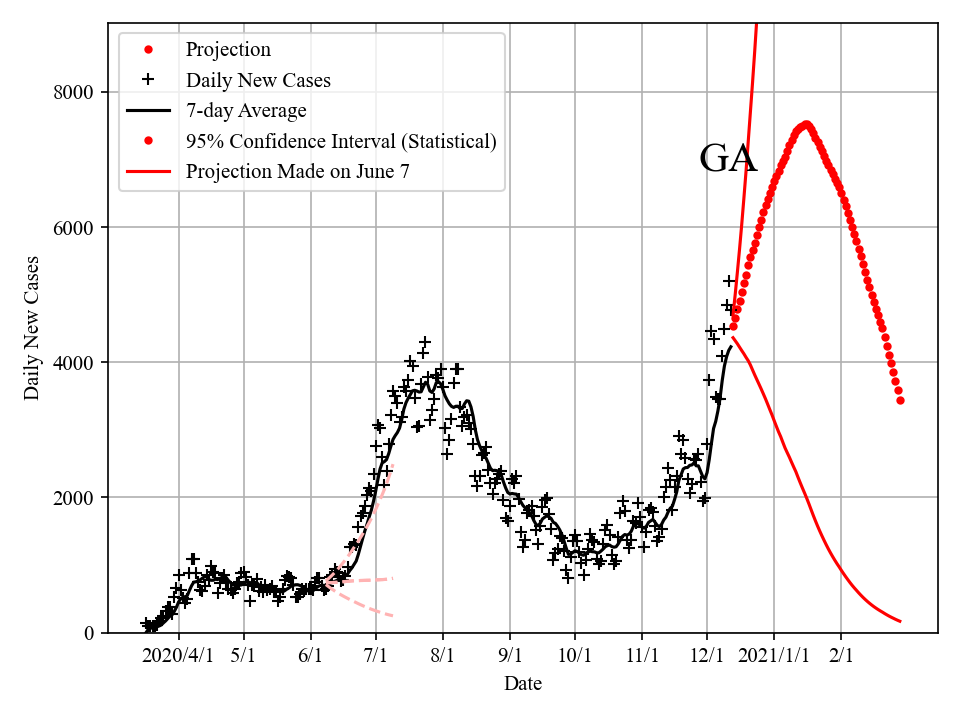 Projection
Daily New Cases
7-day Average
95% Confidence Interval (Statistical)
Projection Made on June 7
GA
Daily New Cases
8000
6000
4000
2000
0
2020/4/1 5/1 6/1 7/1 8/1 9/1 10/1 11/1 12/1 2021/1/1 2/1
Date